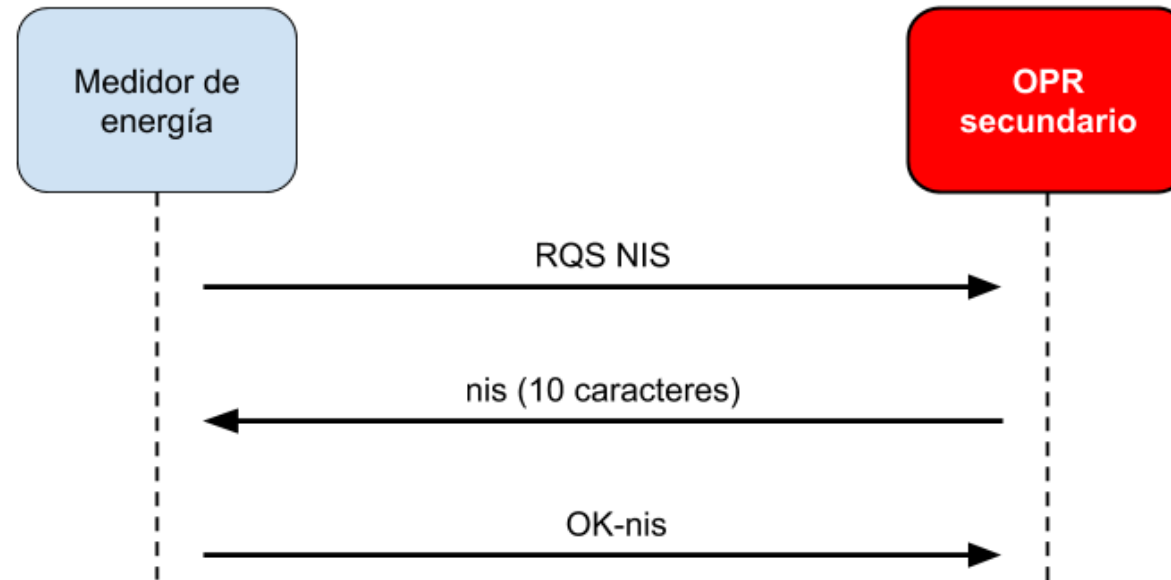 Medidor de
energía
OPR
secundario
RQS NIS
nis (10 caracteres)
OK-nis